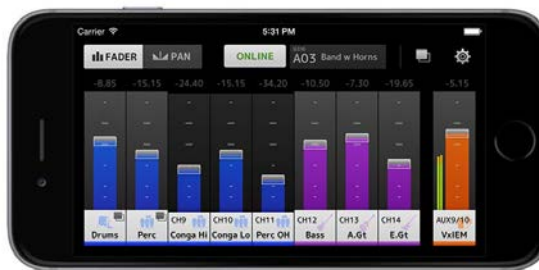 Carrier 5:31 PM
FADER PAN ONLINE A03 Band w Horns
-8.85 -15.15 -24.40 -15.15 -34.20 -10.50 -7.30 -19.65 -5.15
CH9 CH10 CH11 CH12 CH13 CH14 AUX9/10
Drums Perc Conga Hi Conga Lo Perc OH Bass A.Gt E.Gt VxIEM